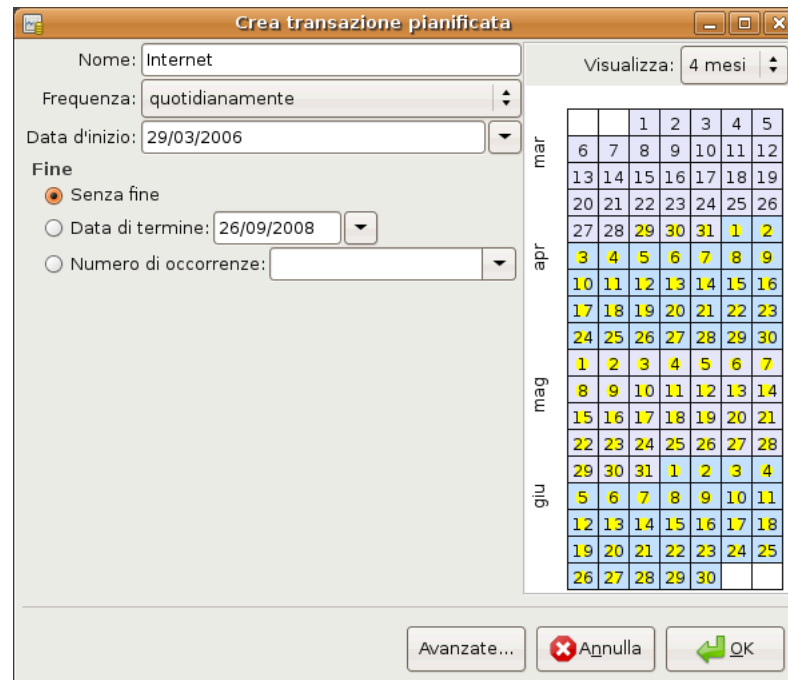 Crea transazione pianificata
Nome: Internet
Visualizza: 4 mesi
Frequenza: quotidianamente
Data d'inizio: 29/03/2006
Fine
Senza fine
Data di termine: 26/09/2008
Numero di occorrenze:
mar
1 2 3 4 5
6 7 8 9 10 11 12
13 14 15 16 17 18 19
20 21 22 23 24 25 26
27 28 29 30 31 1 2
apr
3 4 5 6 7 8 9
10 11 12 13 14 15 16
17 18 19 20 21 22 23
24 25 26 27 28 29 30
1 2 3 4 5 6 7
mag
8 9 10 11 12 13 14
15 16 17 18 19 20 21
22 23 24 25 26 27 28
29 30 31 1 2 3 4
giu
5 6 7 8 9 10 11
12 13 14 15 16 17 18
19 20 21 22 23 24 25
26 27 28 29 30
Avanzate... Annulla OK